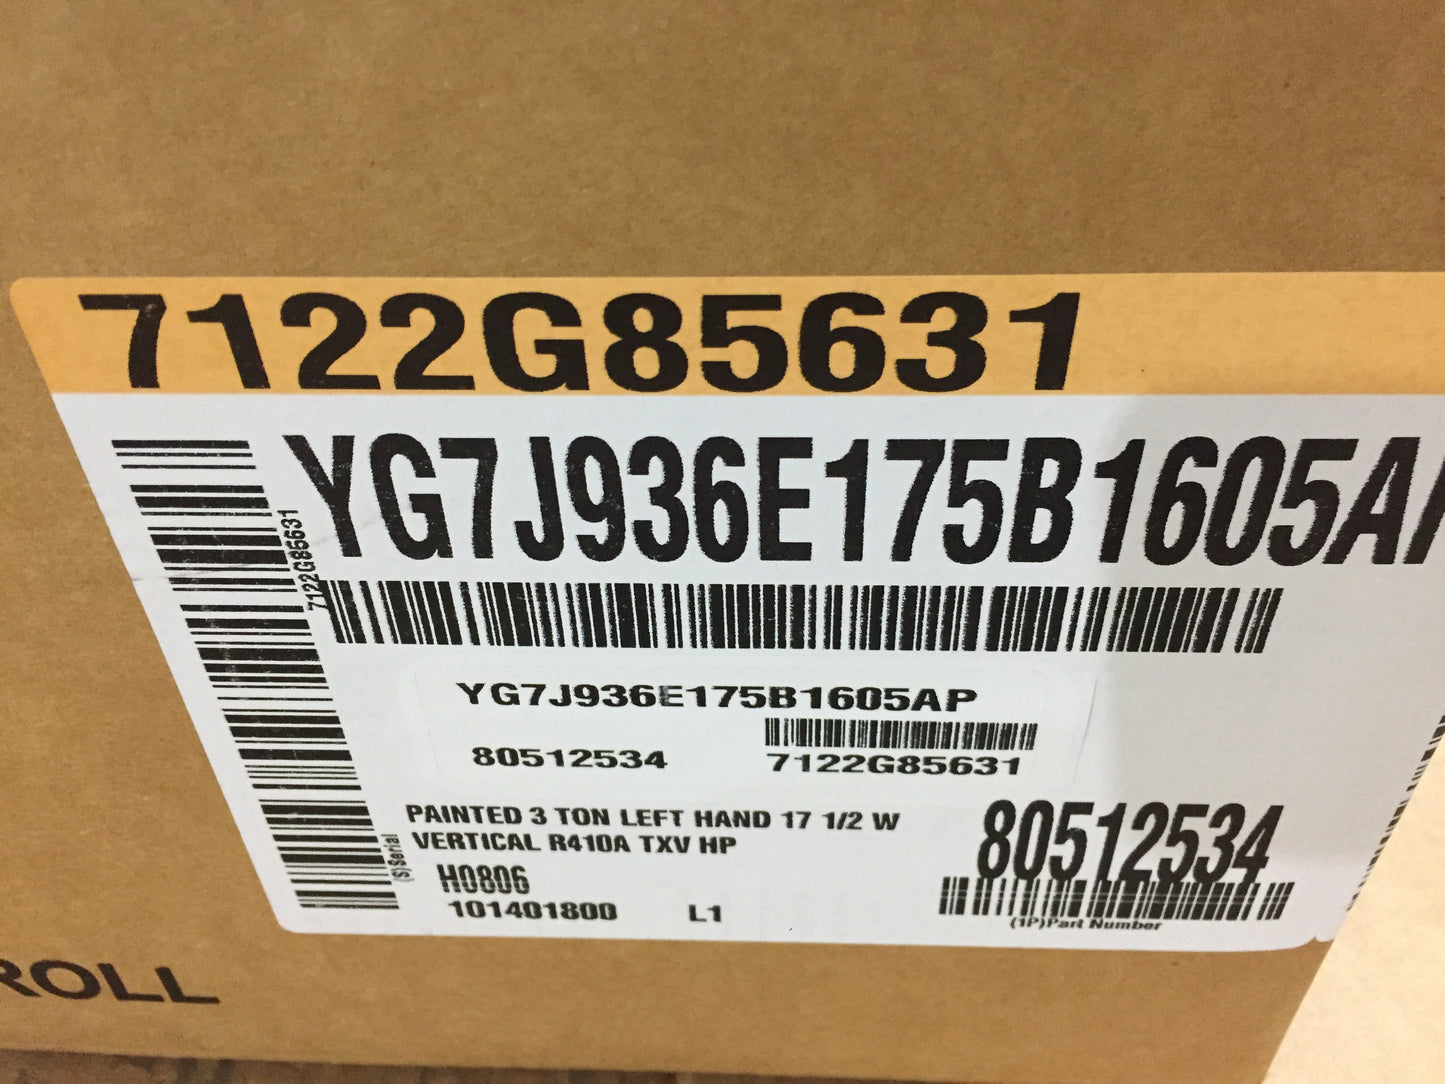 7122G85631
YG7J936E175B1605A
7122G85631
YG7J936E175B1605AP
80512534
7122G85631
PAINTED 3 TON LEFT HAND 17 1/2 W
VERTICAL R410A TXV HP
H0806
101401800 L1
(S)Serial
80512534
(1P)Part Number
ROLL